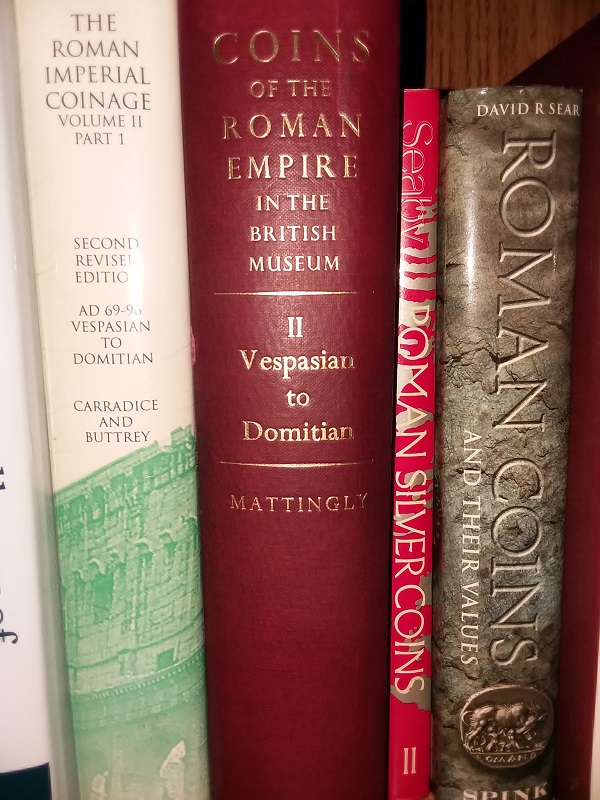 THE
ROMAN
IMPERIAL
COINAGE
VOLUME II
PART 1
SECOND
REVISED
EDITION
AD 69-96
VESPASIAN
TO
DOMITIAN
CARRADICE
AND
BUTTREY
COINS
OF THE
ROMAN
EMPIRE
IN THE
BRITISH
MUSEUM
II
Vespasian
to
Domitian
MATTINGLY
Seaby
ROMAN SILVER COINS
II
DAVID R SEAR
ROMAN COINS
AND THEIR VALUES
ROMANO
SPINK